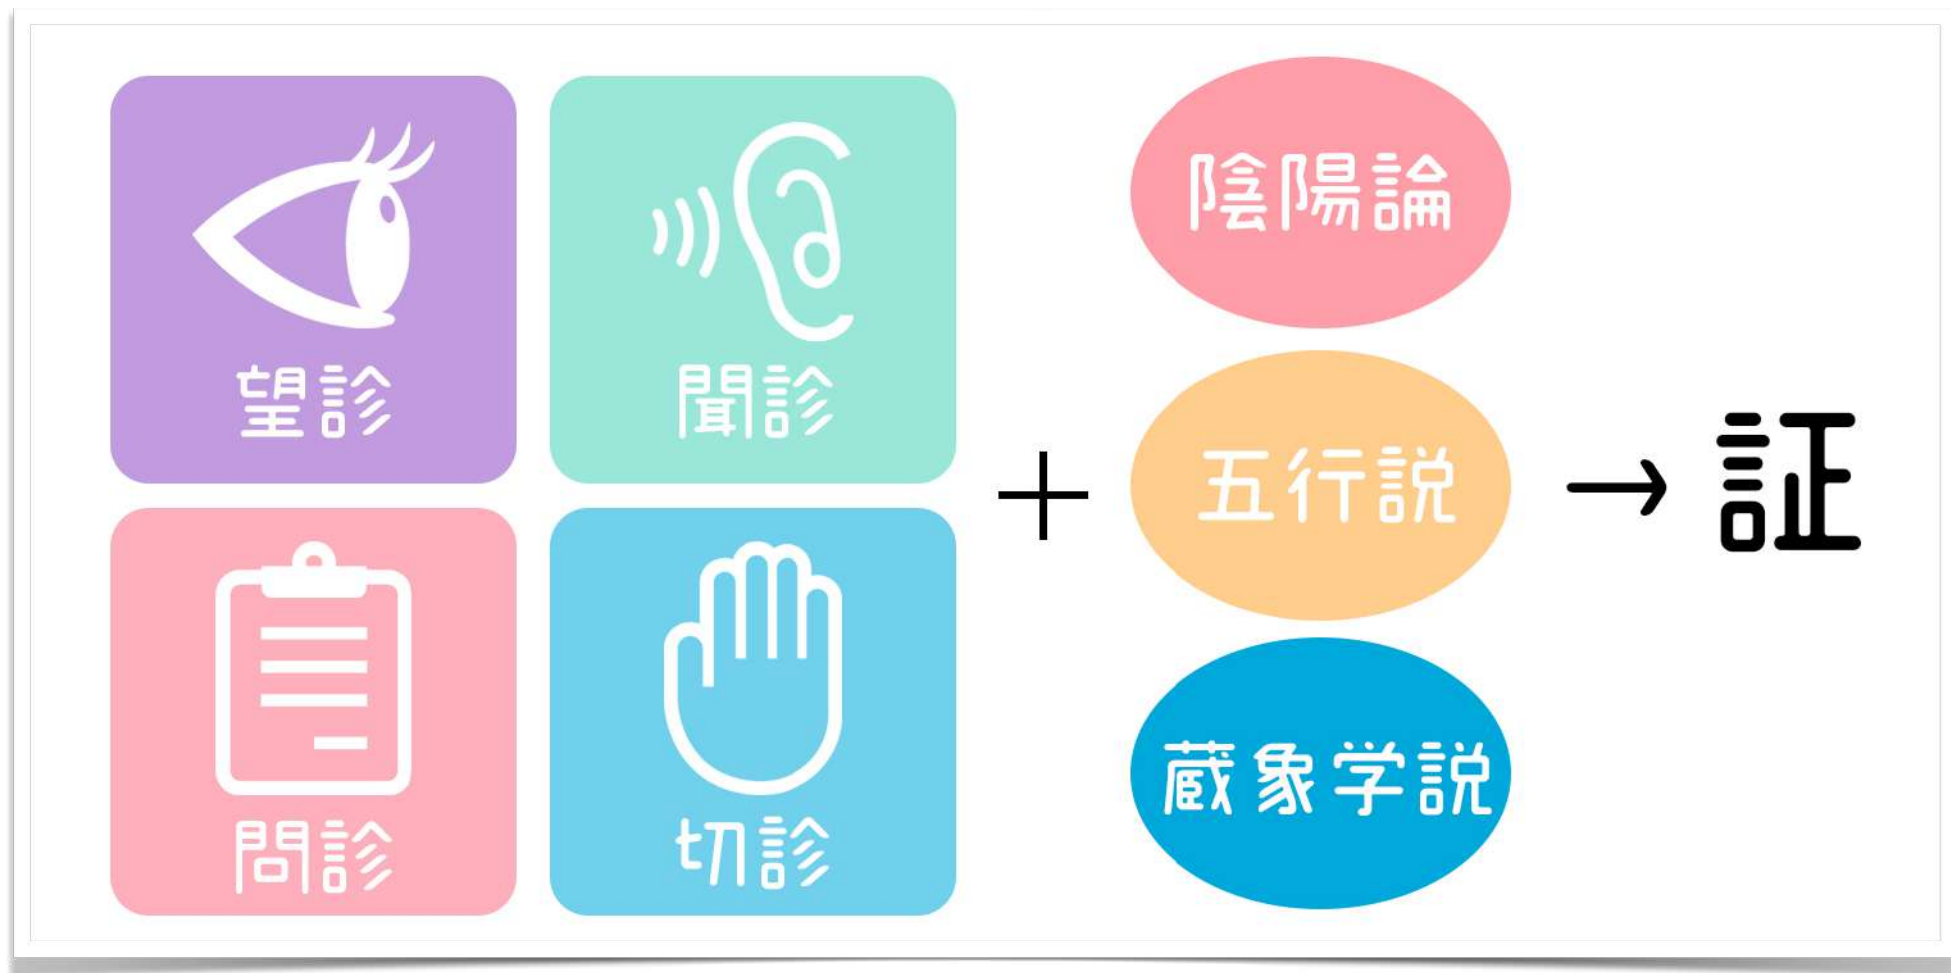 望診
聞診
問診
切診
+
陰陽論
五行説
蔵象学説
→
証